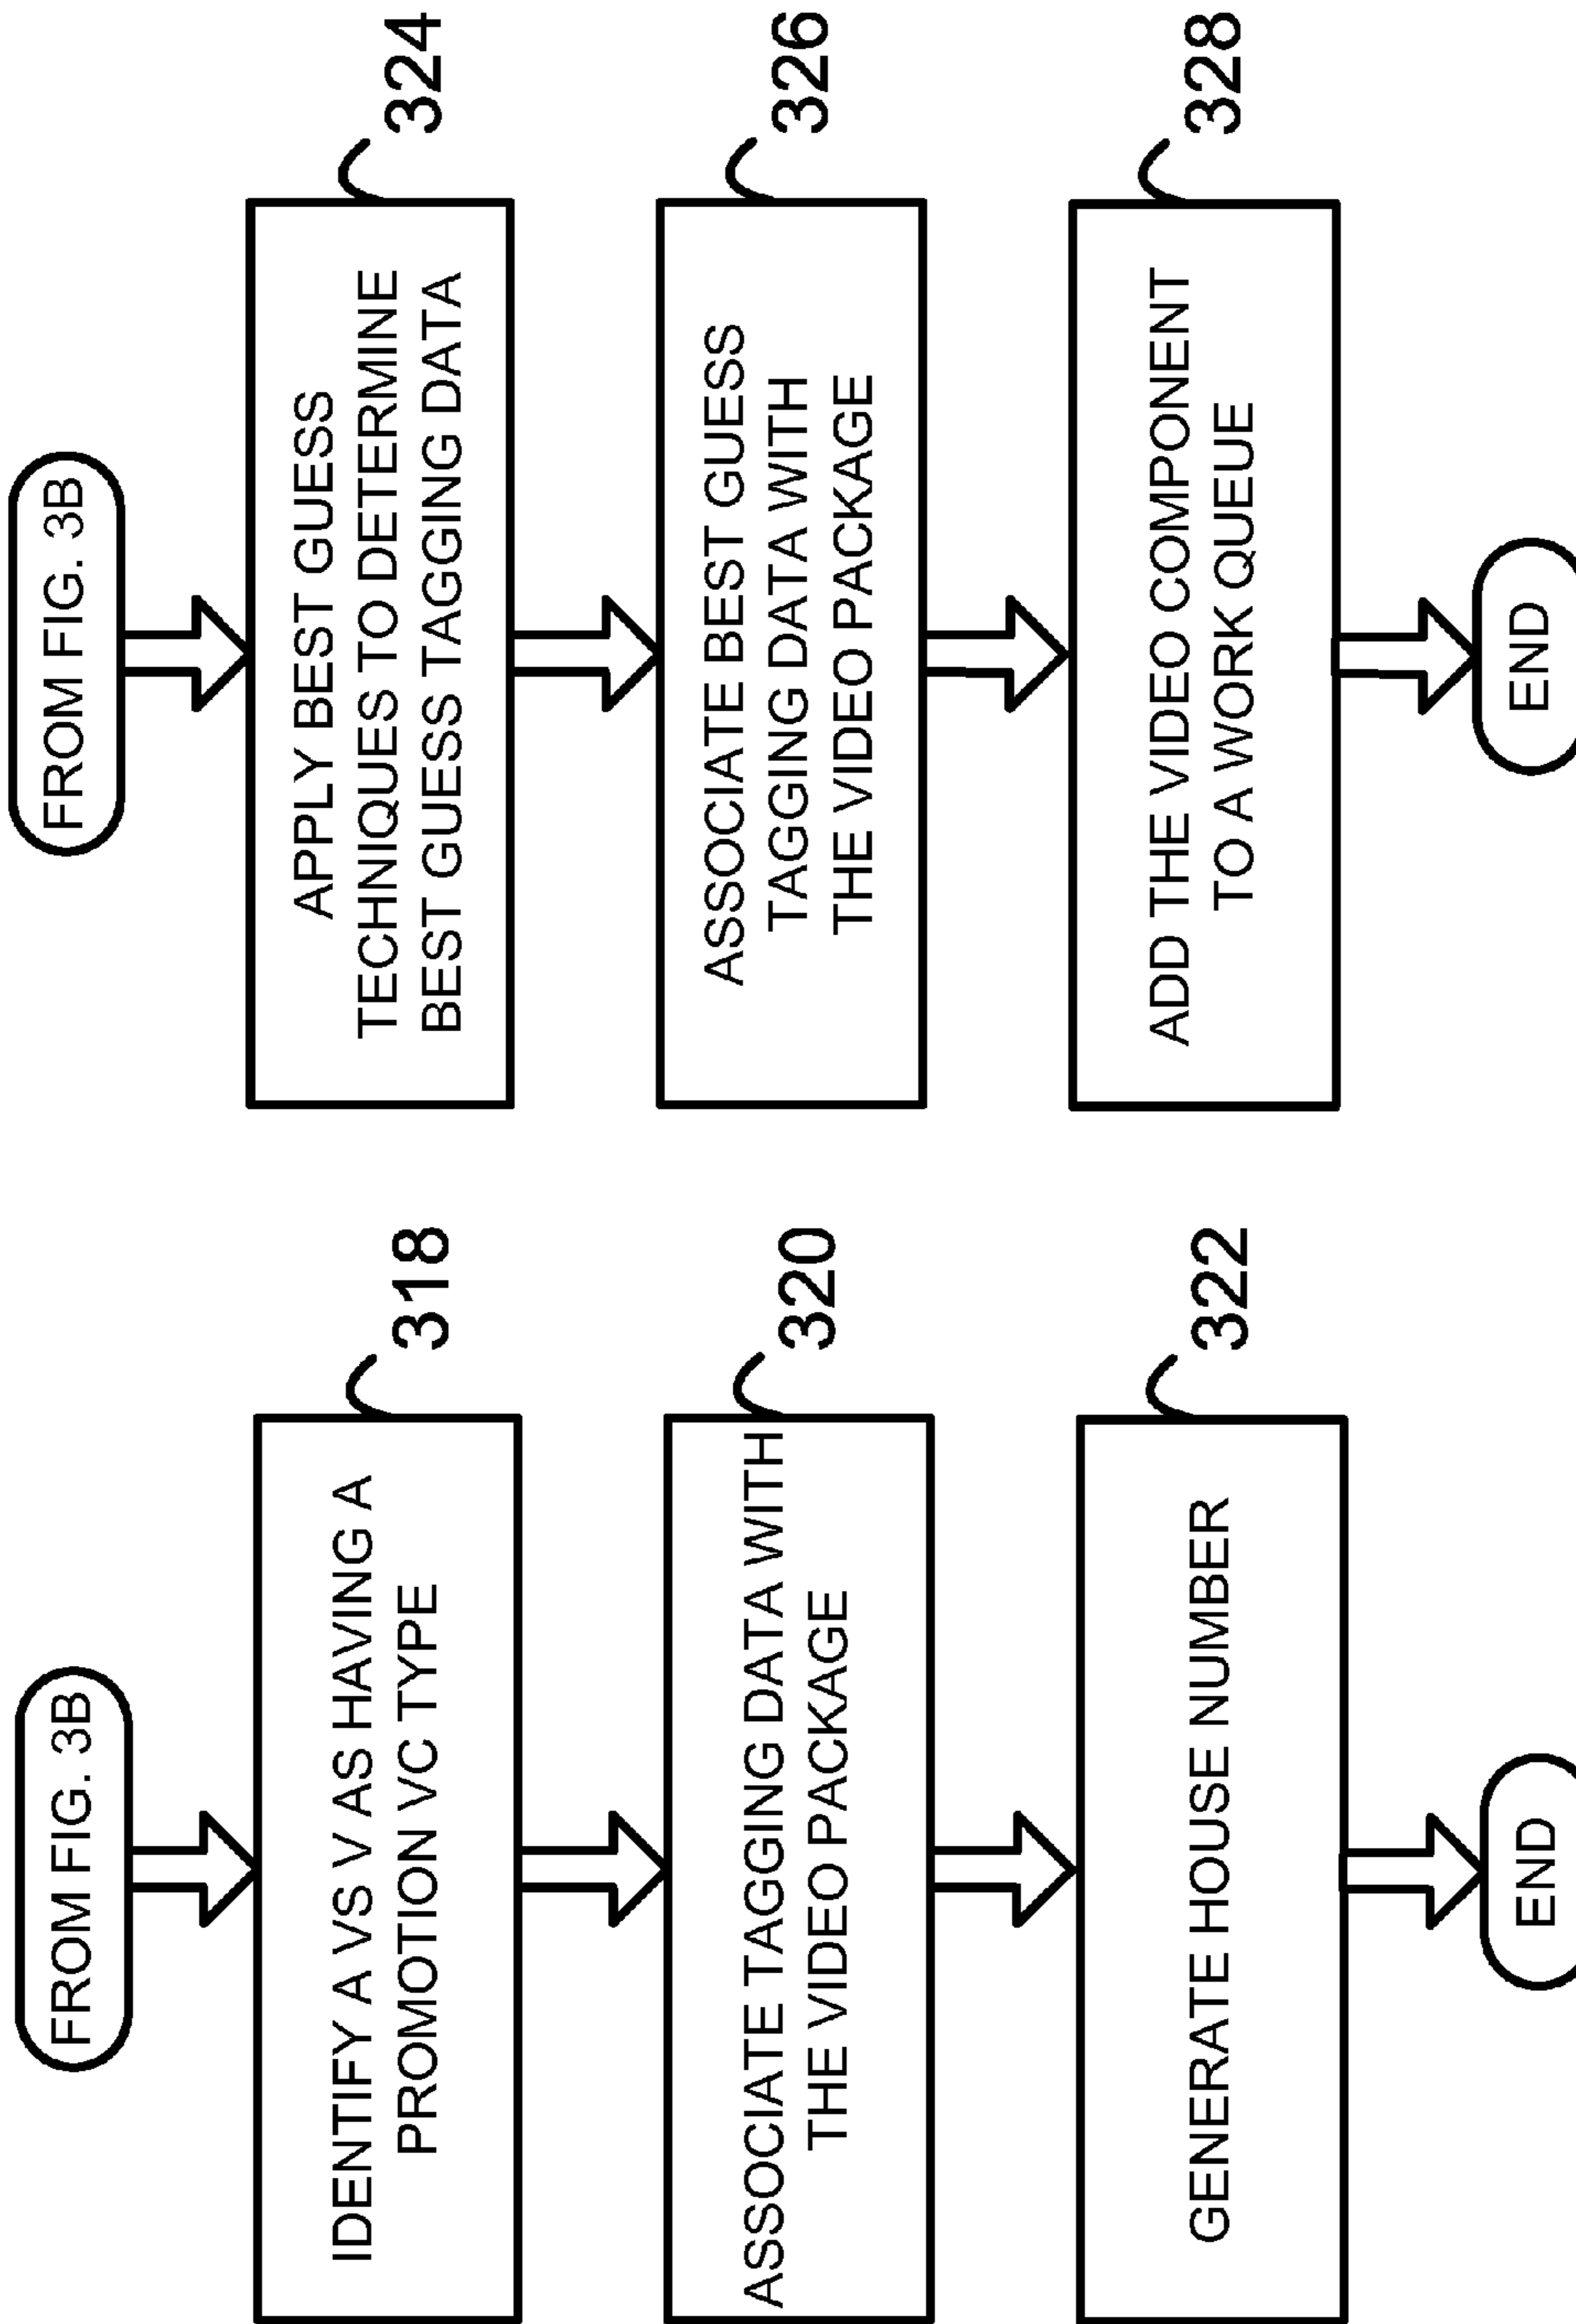 FROM FIG. 3B
IDENTIFY A VS V AS HAVING A
PROMOTION VC TYPE
318
ASSOCIATE TAGGING DATA WITH
THE VIDEO PACKAGE
320
GENERATE HOUSE NUMBER
322
END
FROM FIG. 3B
APPLY BEST GUESS
TECHNIQUES TO DETERMINE
BEST GUESS TAGGING DATA
324
ASSOCIATE BEST GUESS
TAGGING DATA WITH
THE VIDEO PACKAGE
326
ADD THE VIDEO COMPONENT
TO A WORK QUEUE
328
END